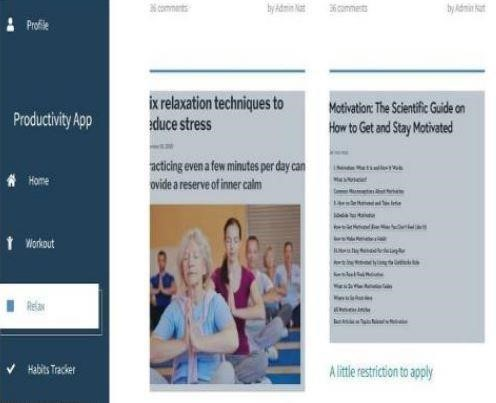 Profile
Productivity App
Home
Workout
Relax
Habits Tracker
36 comments
by Admin Nat
36 comments
by Admin Nat
ix relaxation techniques to
educe stress
racticing even a few minutes per day can
ovide a reserve of inner calm
Motivation: The Scientific Guide on
How to Get and Stay Motivated
I. Motivation: What It is and How It Works
What is Motivation?
Common Misconceptions About Motivation
II. How to Get Motivated and Take Action
Schedule Your Motivation
How to Get Motivated (Even When You Don't Feel Like It)
How to Make Motivation a Habit
III. How to Stay Motivated for the Long-Run
How to Stay Motivated by Using the Goldilocks Rule
How to Reach Peak Motivation
What to Do When Motivation Fades
Where to Go From Here
All Motivation Articles
Best Articles on Topics Related to Motivation
A little restriction to apply